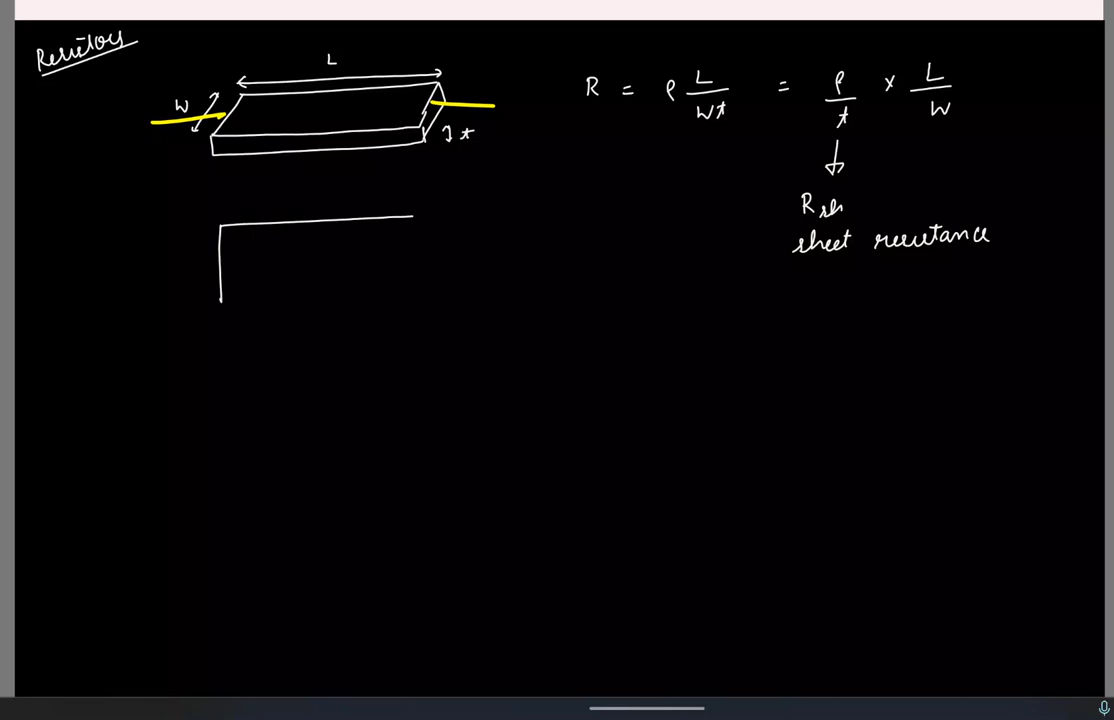 Resistors
L
W
t
R = ρ L/Wt = ρ/t × L/W
Rsh
sheet resistance